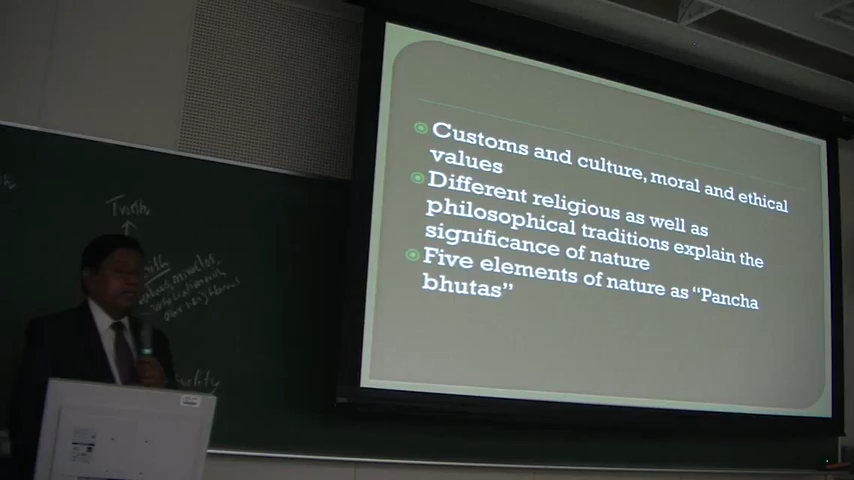 Customs and culture, moral and ethical
values
Different religious as well as
philosophical traditions explain the
significance of nature
Five elements of nature as “Pancha
bhutas”
Truth